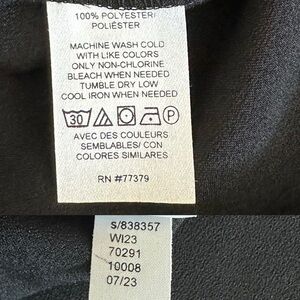 100% POLYESTER/
POLIÉSTER
MACHINE WASH COLD
WITH LIKE COLORS
ONLY NON-CHLORINE
BLEACH WHEN NEEDED
TUMBLE DRY LOW
COOL IRON WHEN NEEDED
30 P
AVEC DES COULEURS
SEMBLABLES/ CON
COLORES SIMILARES
RN #77379
S/838357
WI23
70291
10008
07/23